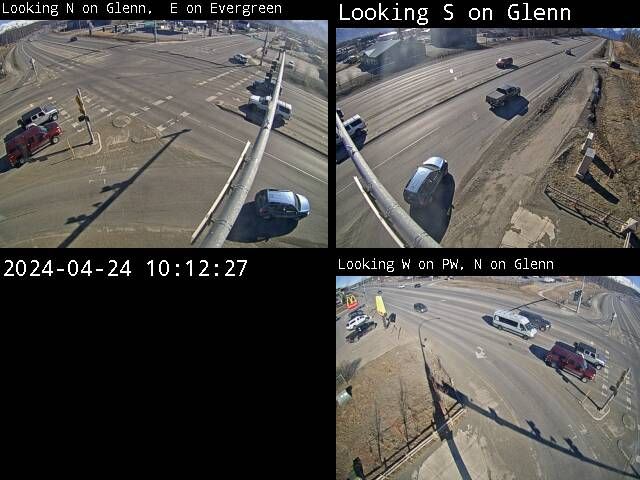 Looking N on Glenn,  E on Evergreen
Looking S on Glenn
2024-04-24 10:12:27
Looking W on PW, N on Glenn